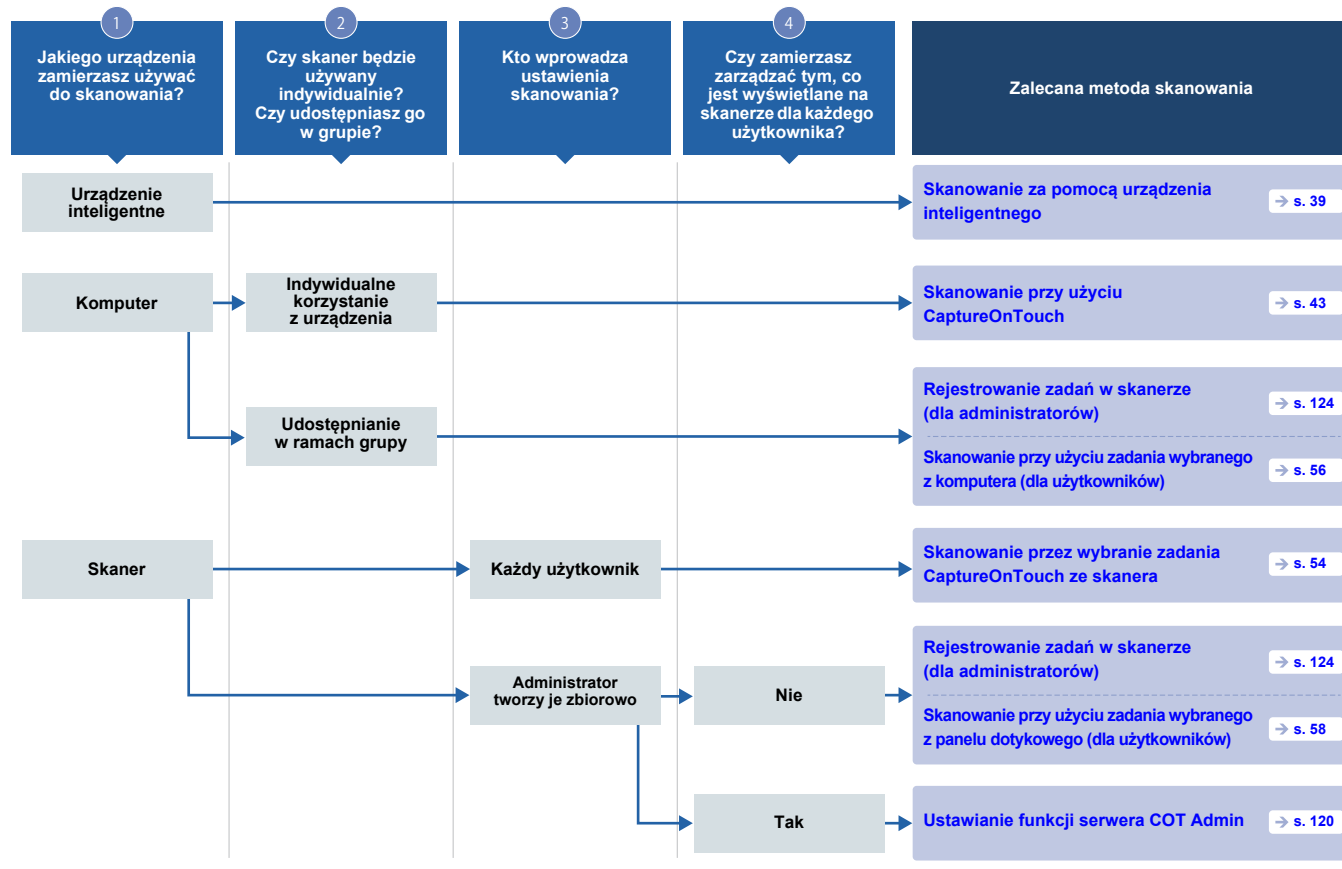 1
Jakiego urządzenia
zamierzasz używać
do skanowania?
2
Czy skaner będzie
używany
indywidualnie?
Czy udostępniasz go
w grupie?
3
Kto wprowadza
ustawienia
skanowania?
4
Czy zamierzasz
zarządzać tym, co
jest wyświetlane na
skanerze dla każdego
użytkownika?
Zalecana metoda skanowania
Urządzenie
inteligentne
Skanowanie za pomocą urządzenia
inteligentnego
→ s. 39
Komputer
Indywidualne
korzystanie
z urządzenia
Skanowanie przy użyciu
CaptureOnTouch
→ s. 43
Udostępnianie
w ramach grupy
Rejestrowanie zadań w skanerze
(dla administratorów)
→ s. 124
Skanowanie przy użyciu zadania wybranego
z komputera (dla użytkowników)
→ s. 56
Skaner
Każdy użytkownik
Skanowanie przez wybranie zadania
CaptureOnTouch ze skanera
→ s. 54
Administrator
tworzy je zbiorowo
Nie
Rejestrowanie zadań w skanerze
(dla administratorów)
→ s. 124
Skanowanie przy użyciu zadania wybranego
z panelu dotykowego (dla użytkowników)
→ s. 58
Tak
Ustawianie funkcji serwera COT Admin
→ s. 120